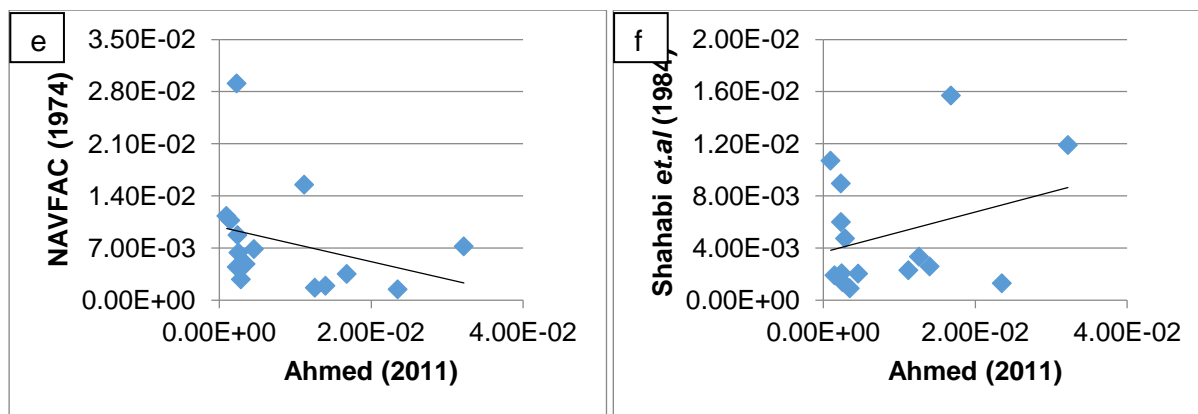 e
3.50E-02
2.80E-02
2.10E-02
1.40E-02
7.00E-03
0.00E+00
NAVFAC (1974)
0.00E+00 2.00E-02 4.00E-02
Ahmed (2011)
f
2.00E-02
1.60E-02
1.20E-02
8.00E-03
4.00E-03
0.00E+00
Shahabi et.al (1984)
0.00E+00 2.00E-02 4.00E-02
Ahmed (2011)